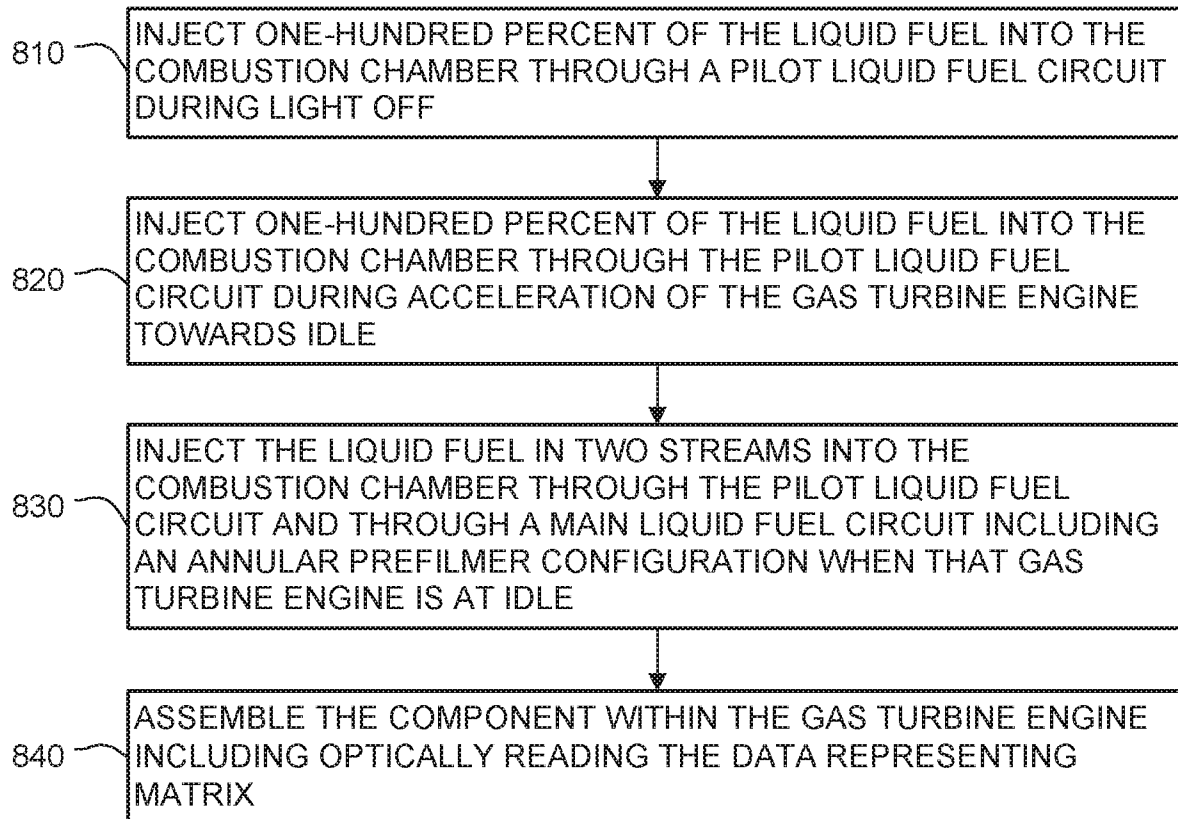 810
INJECT ONE-HUNDRED PERCENT OF THE LIQUID FUEL INTO THE
COMBUSTION CHAMBER THROUGH A PILOT LIQUID FUEL CIRCUIT
DURING LIGHT OFF
820
INJECT ONE-HUNDRED PERCENT OF THE LIQUID FUEL INTO THE
COMBUSTION CHAMBER THROUGH THE PILOT LIQUID FUEL
CIRCUIT DURING ACCELERATION OF THE GAS TURBINE ENGINE
TOWARDS IDLE
830
INJECT THE LIQUID FUEL IN TWO STREAMS INTO THE
COMBUSTION CHAMBER THROUGH THE PILOT LIQUID FUEL
CIRCUIT AND THROUGH A MAIN LIQUID FUEL CIRCUIT INCLUDING
AN ANNULAR PREFILMER CONFIGURATION WHEN THAT GAS
TURBINE ENGINE IS AT IDLE
840
ASSEMBLE THE COMPONENT WITHIN THE GAS TURBINE ENGINE
INCLUDING OPTICALLY READING THE DATA REPRESENTING
MATRIX